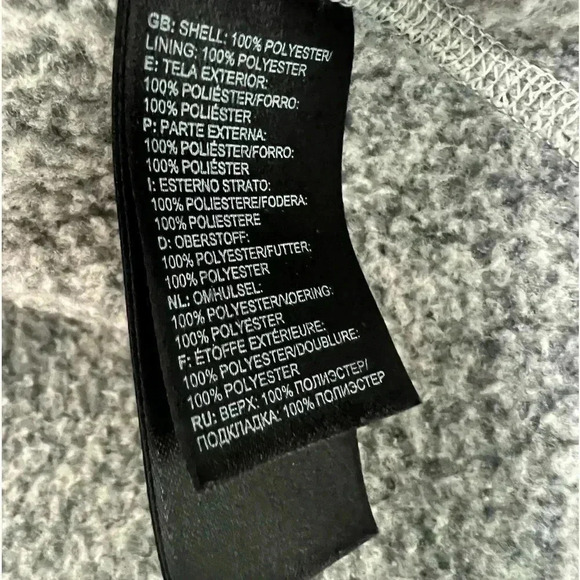 GB: SHELL: 100% POLYESTER/
LINING: 100% POLYESTER
E: TELA EXTERIOR:
100% POLIÉSTER/FORRO:
100% POLIÉSTER
P: PARTE EXTERNA:
100% POLIÉSTER/FORRO:
100% POLIÉSTER
I: ESTERNO STRATO:
100% POLIESTERE/FODERA:
100% POLIESTERE
D: OBERSTOFF:
100% POLYESTER/FUTTER:
100% POLYESTER
NL: OMHULSEL:
100% POLYESTER/VOERING:
100% POLYESTER
F: ÉTOFFE EXTÉRIEURE:
100% POLYESTER/DOUBLURE:
100% POLYESTER
RU: ВЕРХ: 100% ПОЛИЭСТЕР/
ПОДКЛАДКА: 100% ПОЛИЭСТЕР